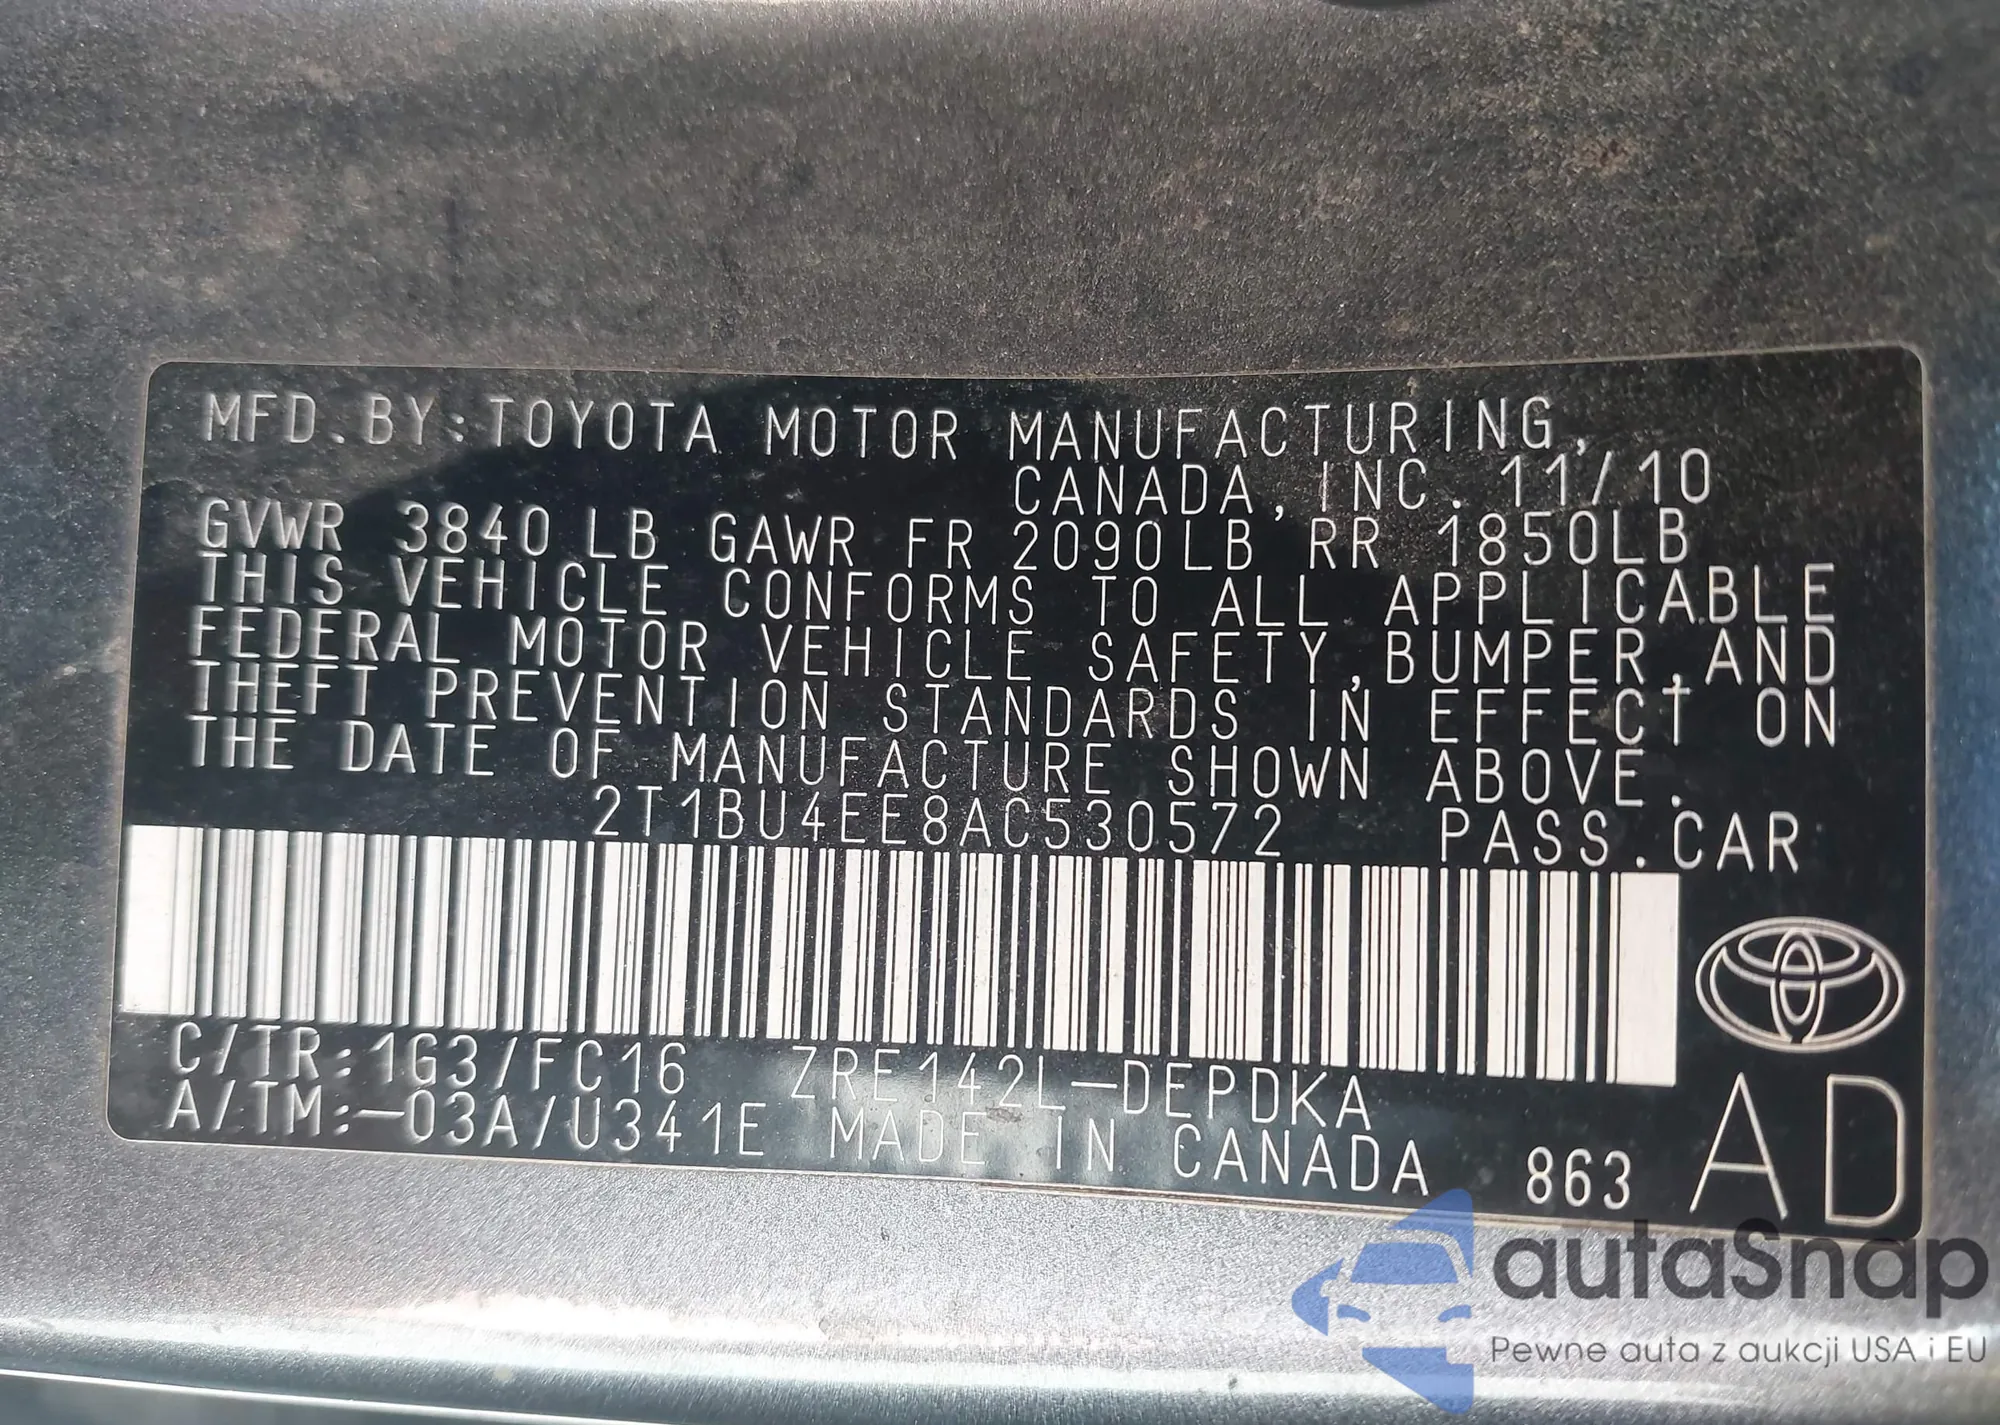 MFD.BY:TOYOTA MOTOR MANUFACTURING,
CANADA, INC. 11/10
GVWR 3840 LB GAWR FR 2090LB RR 1850LB
THIS VEHICLE CONFORMS TO ALL APPLICABLE
FEDERAL MOTOR VEHICLE SAFETY,BUMPER,AND
THEFT PREVENTION STANDARDS IN EFFECT ON
THE DATE OF MANUFACTURE SHOWN ABOVE.
2T1BU4EE8AC530572 PASS.CAR
C/TR:1G3/FC16 ZRE142L-DEPDKA
A/TM:-03A/U341E MADE IN CANADA 863 AD
autaSnap
Pewne auta z aukcji USA i EU